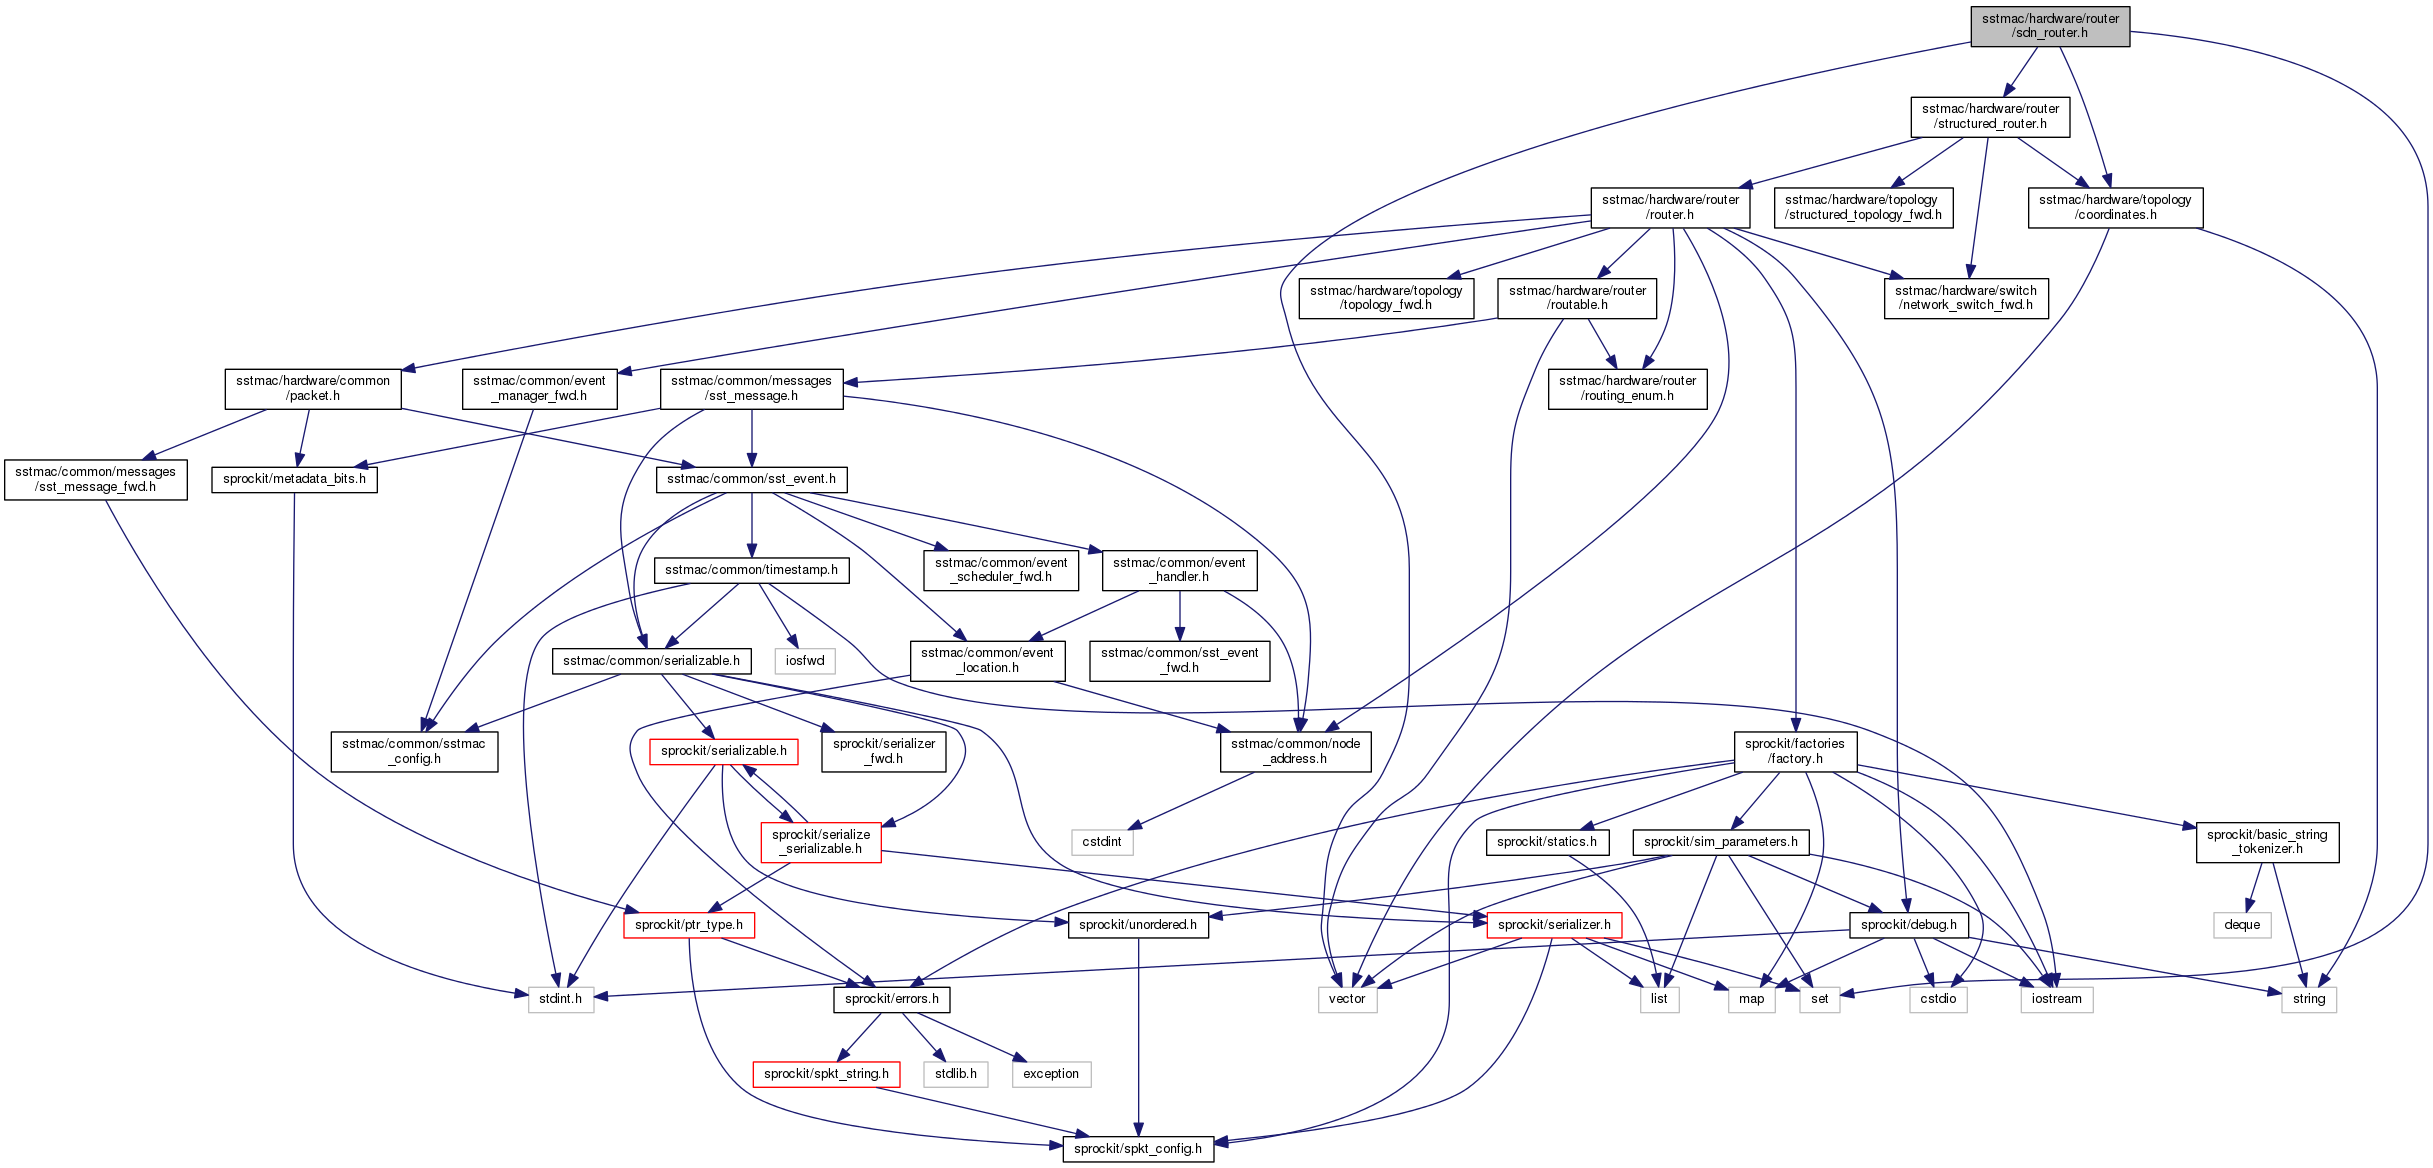 sstmac/hardware/router
/sdn_router.h
sstmac/hardware/router
/structured_router.h
sstmac/hardware/router
/router.h
sstmac/hardware/topology
/structured_topology_fwd.h
sstmac/hardware/topology
/coordinates.h
sstmac/hardware/topology
/topology_fwd.h
sstmac/hardware/router
/routable.h
sstmac/hardware/switch
/network_switch_fwd.h
sstmac/hardware/common
/packet.h
sstmac/common/event
_manager_fwd.h
sstmac/common/messages
/sst_message.h
sstmac/hardware/router
/routing_enum.h
sstmac/common/messages
/sst_message_fwd.h
sprockit/metadata_bits.h
sstmac/common/sst_event.h
sstmac/common/timestamp.h
sstmac/common/event
_scheduler_fwd.h
sstmac/common/event
_handler.h
sstmac/common/serializable.h
iosfwd
sstmac/common/event
_location.h
sstmac/common/sst_event
_fwd.h
sstmac/common/sstmac
_config.h
sprockit/serializable.h
sprockit/serializer
_fwd.h
sstmac/common/node
_address.h
sprockit/factories
/factory.h
sprockit/serialize
_serializable.h
cstdint
sprockit/statics.h
sprockit/sim_parameters.h
sprockit/basic_string
_tokenizer.h
sprockit/ptr_type.h
sprockit/unordered.h
sprockit/serializer.h
sprockit/debug.h
deque
stdint.h
sprockit/errors.h
vector
list
map
set
cstdio
iostream
string
sprockit/spkt_string.h
stdlib.h
exception
sprockit/spkt_config.h